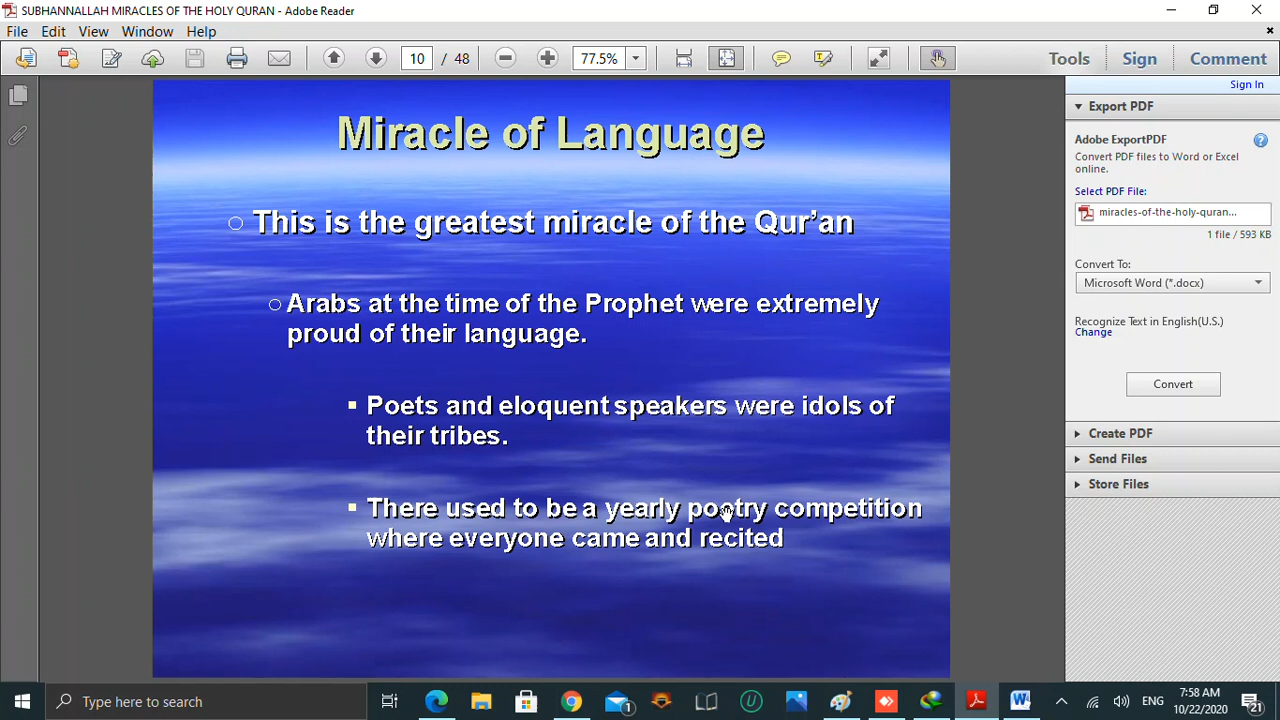 SUBHANNALLAH MIRACLES OF THE HOLY QURAN - Adobe Reader
File Edit View Window Help
10 / 48 77.5% Tools Sign Comment
Sign In
Export PDF
Adobe ExportPDF
Convert PDF files to Word or Excel
online.
Select PDF File:
miracles-of-the-holy-quran...
1 file / 593 KB
Convert To:
Microsoft Word (*.docx)
Recognize Text in English(U.S.)
Change
Convert
Create PDF
Send Files
Store Files
Miracle of Language
This is the greatest miracle of the Qur’an
Arabs at the time of the Prophet were extremely
proud of their language.
Poets and eloquent speakers were idols of
their tribes.
There used to be a yearly poetry competition
where everyone came and recited
Type here to search
1
ENG
7:58 AM
10/22/2020
21